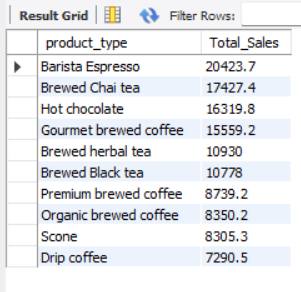 Result Grid Filter Rows:
product_type Total_Sales
Barista Espresso 20423.7
Brewed Chai tea 17427.4
Hot chocolate 16319.8
Gourmet brewed coffee 15559.2
Brewed herbal tea 10930
Brewed Black tea 10778
Premium brewed coffee 8739.2
Organic brewed coffee 8350.2
Scone 8305.3
Drip coffee 7290.5